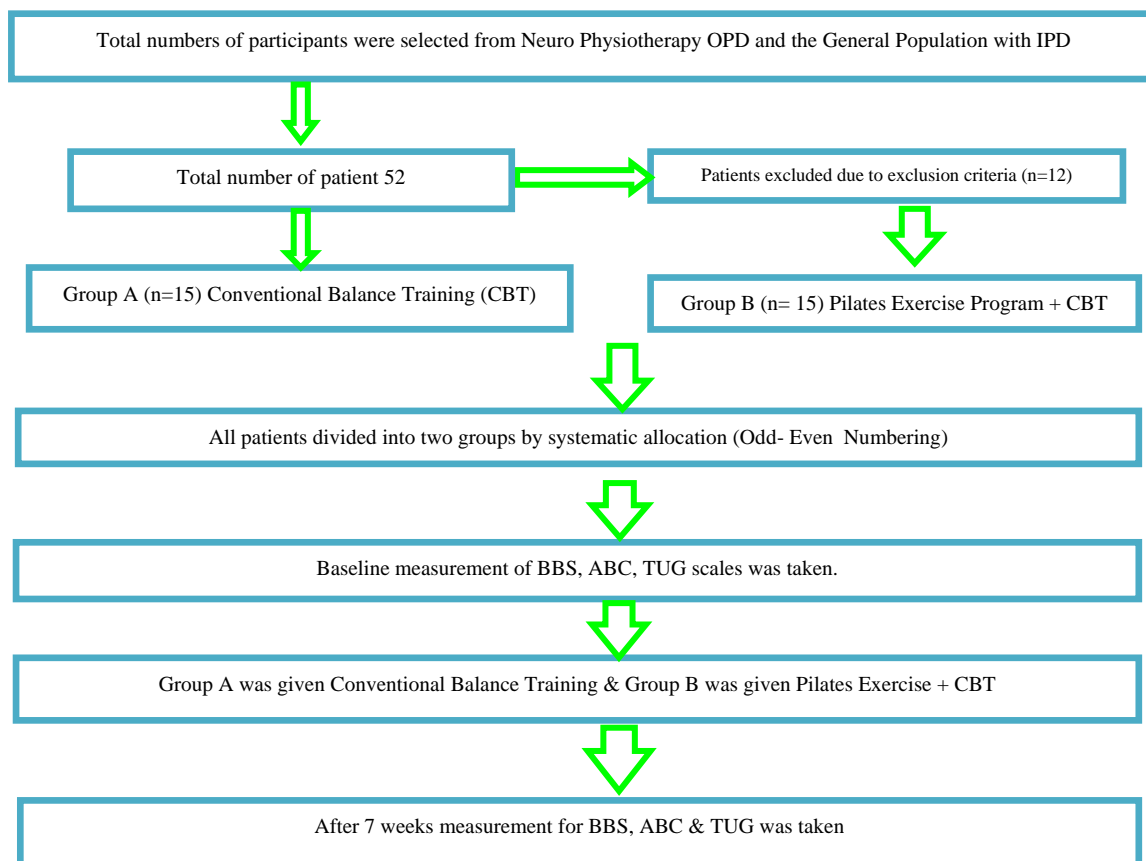 Total numbers of participants were selected from Neuro Physiotherapy OPD and the General Population with IPD
Total number of patient 52
Patients excluded due to exclusion criteria (n=12)
Group A (n=15) Conventional Balance Training (CBT)
Group B (n= 15) Pilates Exercise Program + CBT
All patients divided into two groups by systematic allocation (Odd- Even  Numbering)
Baseline measurement of BBS, ABC, TUG scales was taken.
Group A was given Conventional Balance Training & Group B was given Pilates Exercise + CBT
After 7 weeks measurement for BBS, ABC & TUG was taken